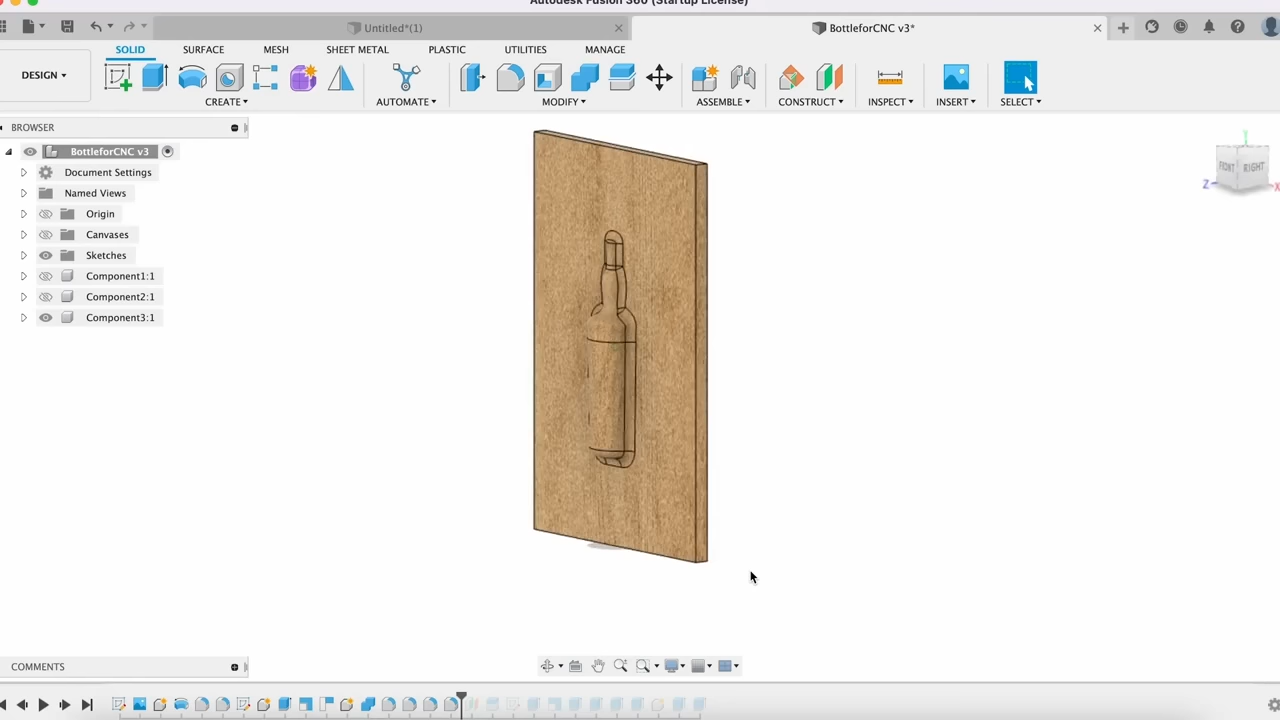 Autodesk Fusion 360 (Startup License)
Untitled*(1)
BottleforCNC v3*
SOLID SURFACE MESH SHEET METAL PLASTIC UTILITIES MANAGE
DESIGN
CREATE AUTOMATE MODIFY ASSEMBLE CONSTRUCT INSPECT INSERT SELECT
BROWSER
BottleforCNC v3
Document Settings
Named Views
Origin
Canvases
Sketches
Component1:1
Component2:1
Component3:1
FRONT RIGHT
Z X
COMMENTS